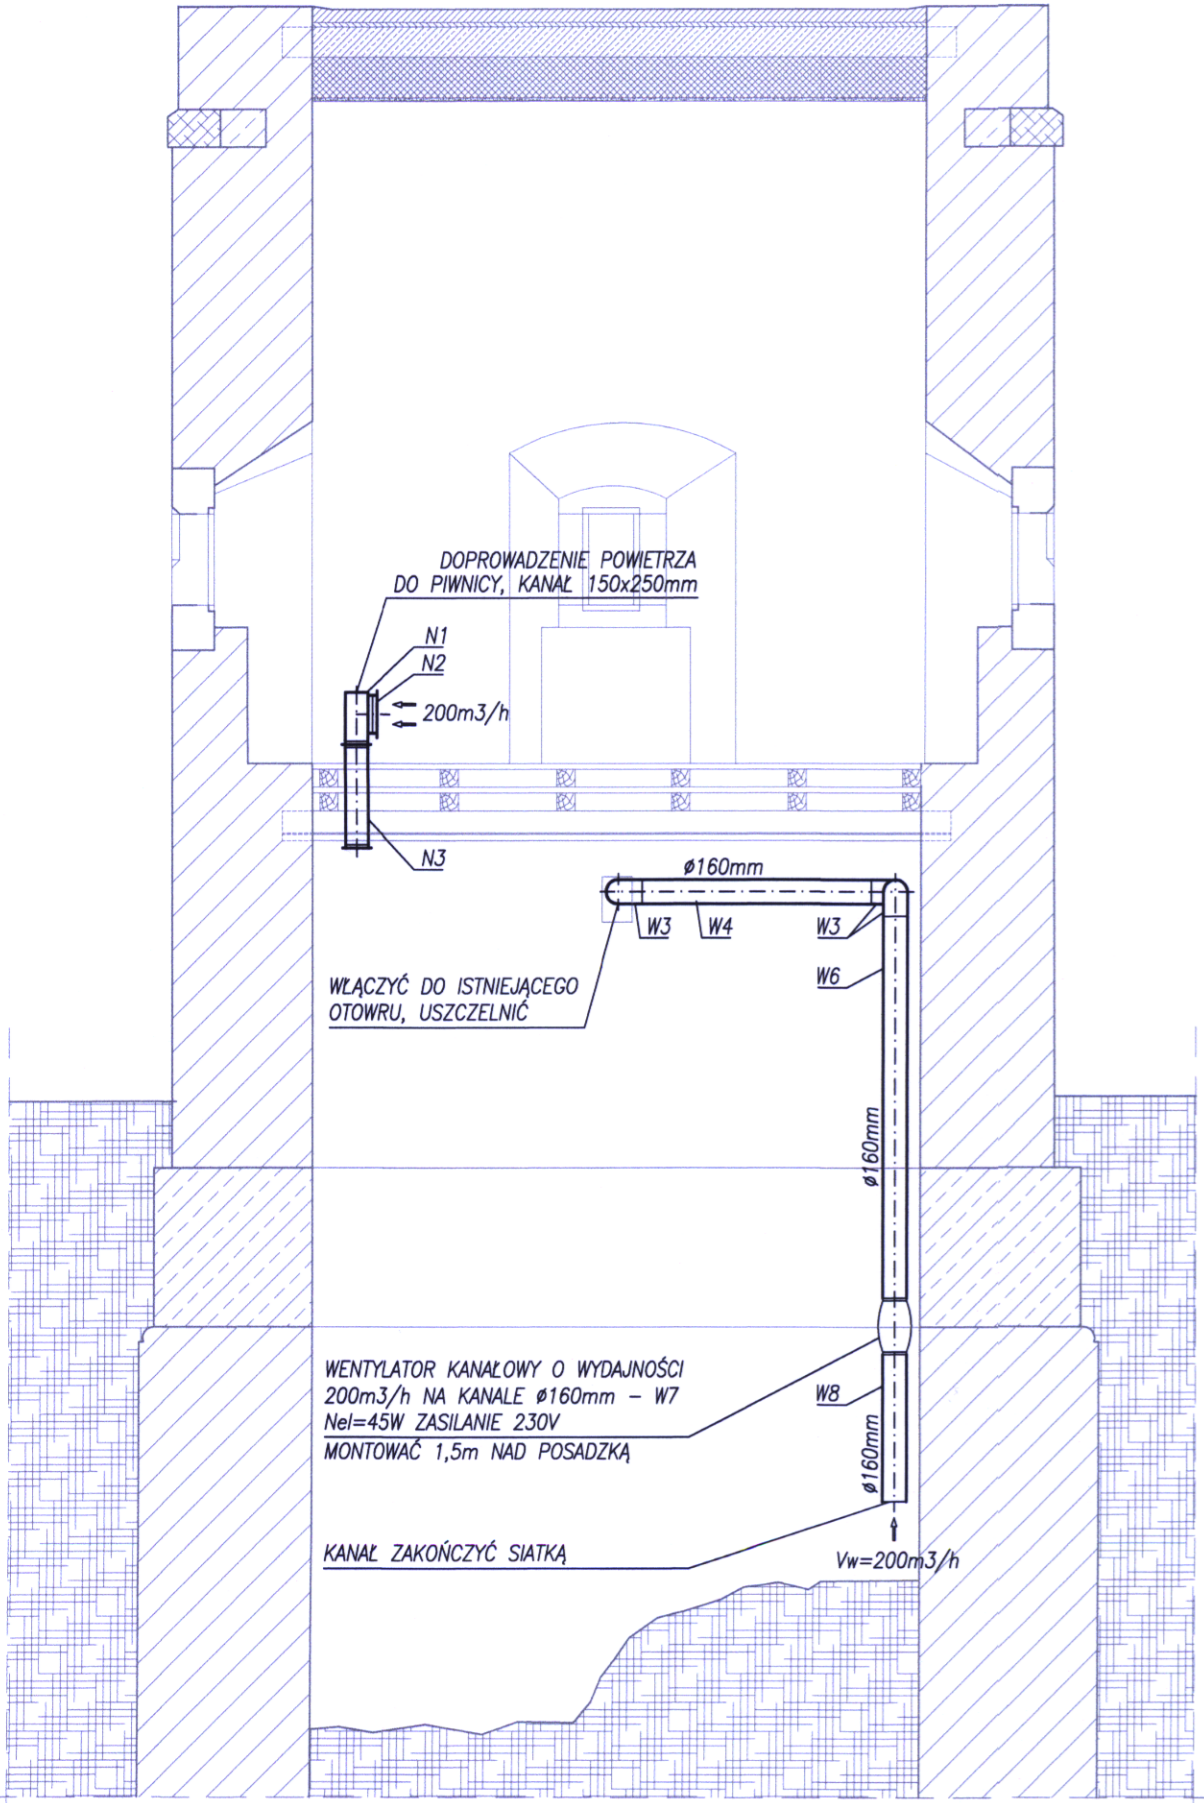 DOPROWADZENIE POWIETRZA
DO PIWNICY, KANAŁ 150x250mm
N1
N2
200m3/h
N3
ø160mm
W3
W4
W3
W6
WŁĄCZYĆ DO ISTNIEJĄCEGO
OTOWRU, USZCZELNIĆ
ø160mm
WENTYLATOR KANAŁOWY O WYDAJNOŚCI
200m3/h NA KANALE ø160mm – W7
Nel=45W ZASILANIE 230V
MONTOWAĆ 1,5m NAD POSADZKĄ
W8
ø160mm
KANAŁ ZAKOŃCZYĆ SIATKĄ
Vw=200m3/h